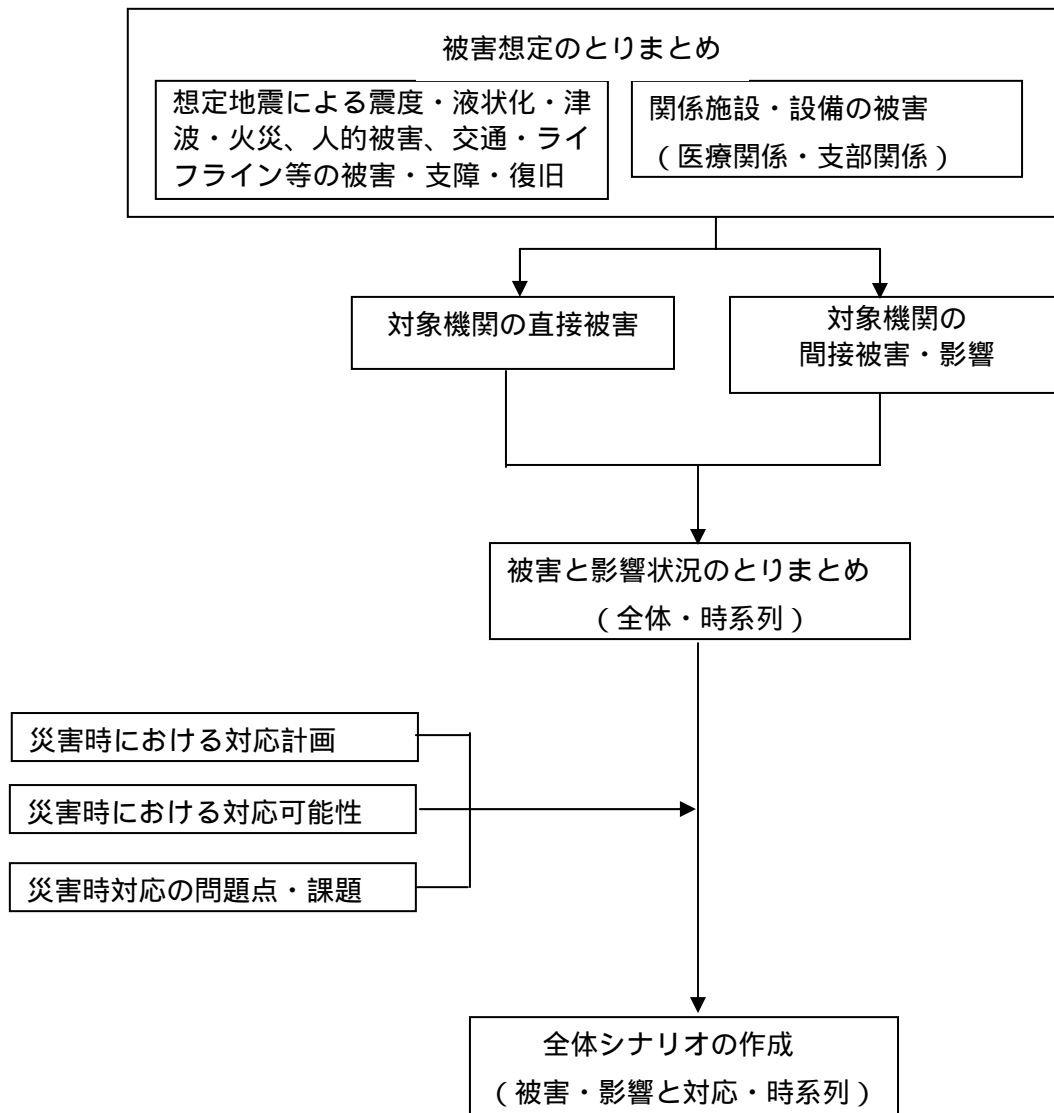 被害想定のとりまとめ
想定地震による震度・液状化・津
波・火災、人的被害、交通・ライ
フライン等の被害・支障・復旧
関係施設・設備の被害
(医療関係・支部関係)
対象機関の直接被害
対象機関の
間接被害・影響
被害と影響状況のとりまとめ
(全体・時系列)
災害時における対応計画
災害時における対応可能性
災害時対応の問題点・課題
全体シナリオの作成
(被害・影響と対応・時系列)